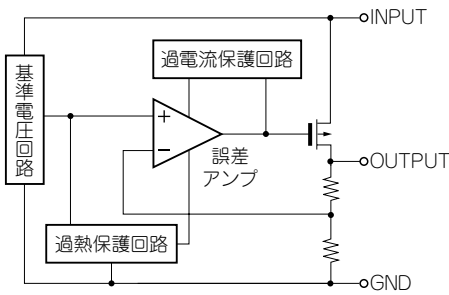 INPUT
過電流保護回路
基準電圧回路
+
−
誤差
アンプ
OUTPUT
過熱保護回路
GND